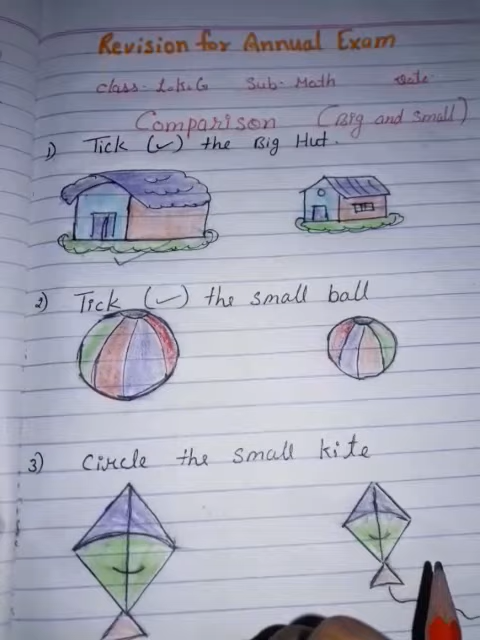 Revision for Annual Exam
Class- L.K.G Sub- Math Date-
Comparison (Big and Small)
1) Tick (✓) the Big Hut.
2) Tick (✓) the small ball
3) Circle the small kite